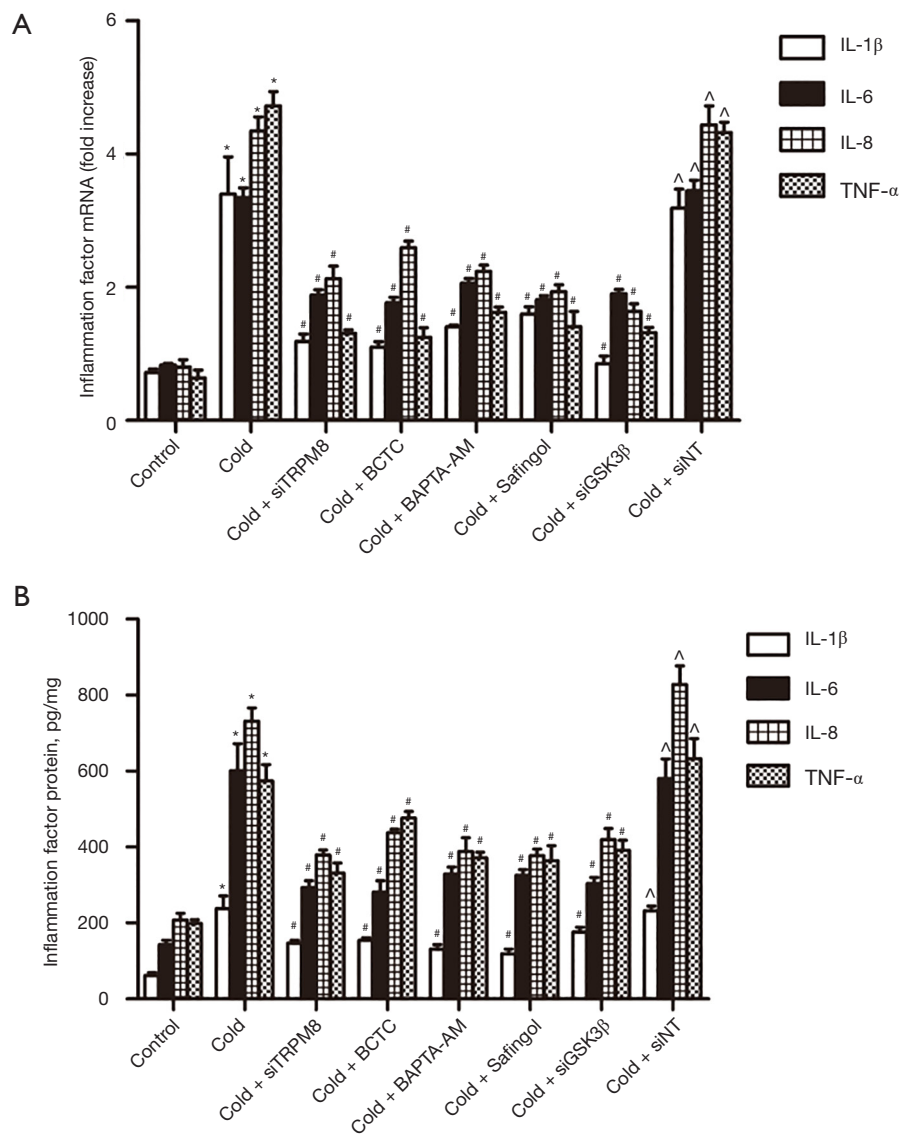 A
Inflammation factor mRNA (fold increase)
6
4
2
0
* * * *
# # # #
# # # #
# # # #
# # # #
# # # #
^ ^ ^ ^
Control
Cold
Cold + siTRPM8
Cold + BCTC
Cold + BAPTA-AM
Cold + Safingol
Cold + siGSK3β
Cold + siNT
IL-1β
IL-6
IL-8
TNF-α
B
Inflammation factor protein, pg/mg
1000
800
600
400
200
0
* * * *
# # # #
# # # #
# # # #
# # # #
# # # #
^ ^ ^ ^
Control
Cold
Cold + siTRPM8
Cold + BCTC
Cold + BAPTA-AM
Cold + Safingol
Cold + siGSK3β
Cold + siNT
IL-1β
IL-6
IL-8
TNF-α